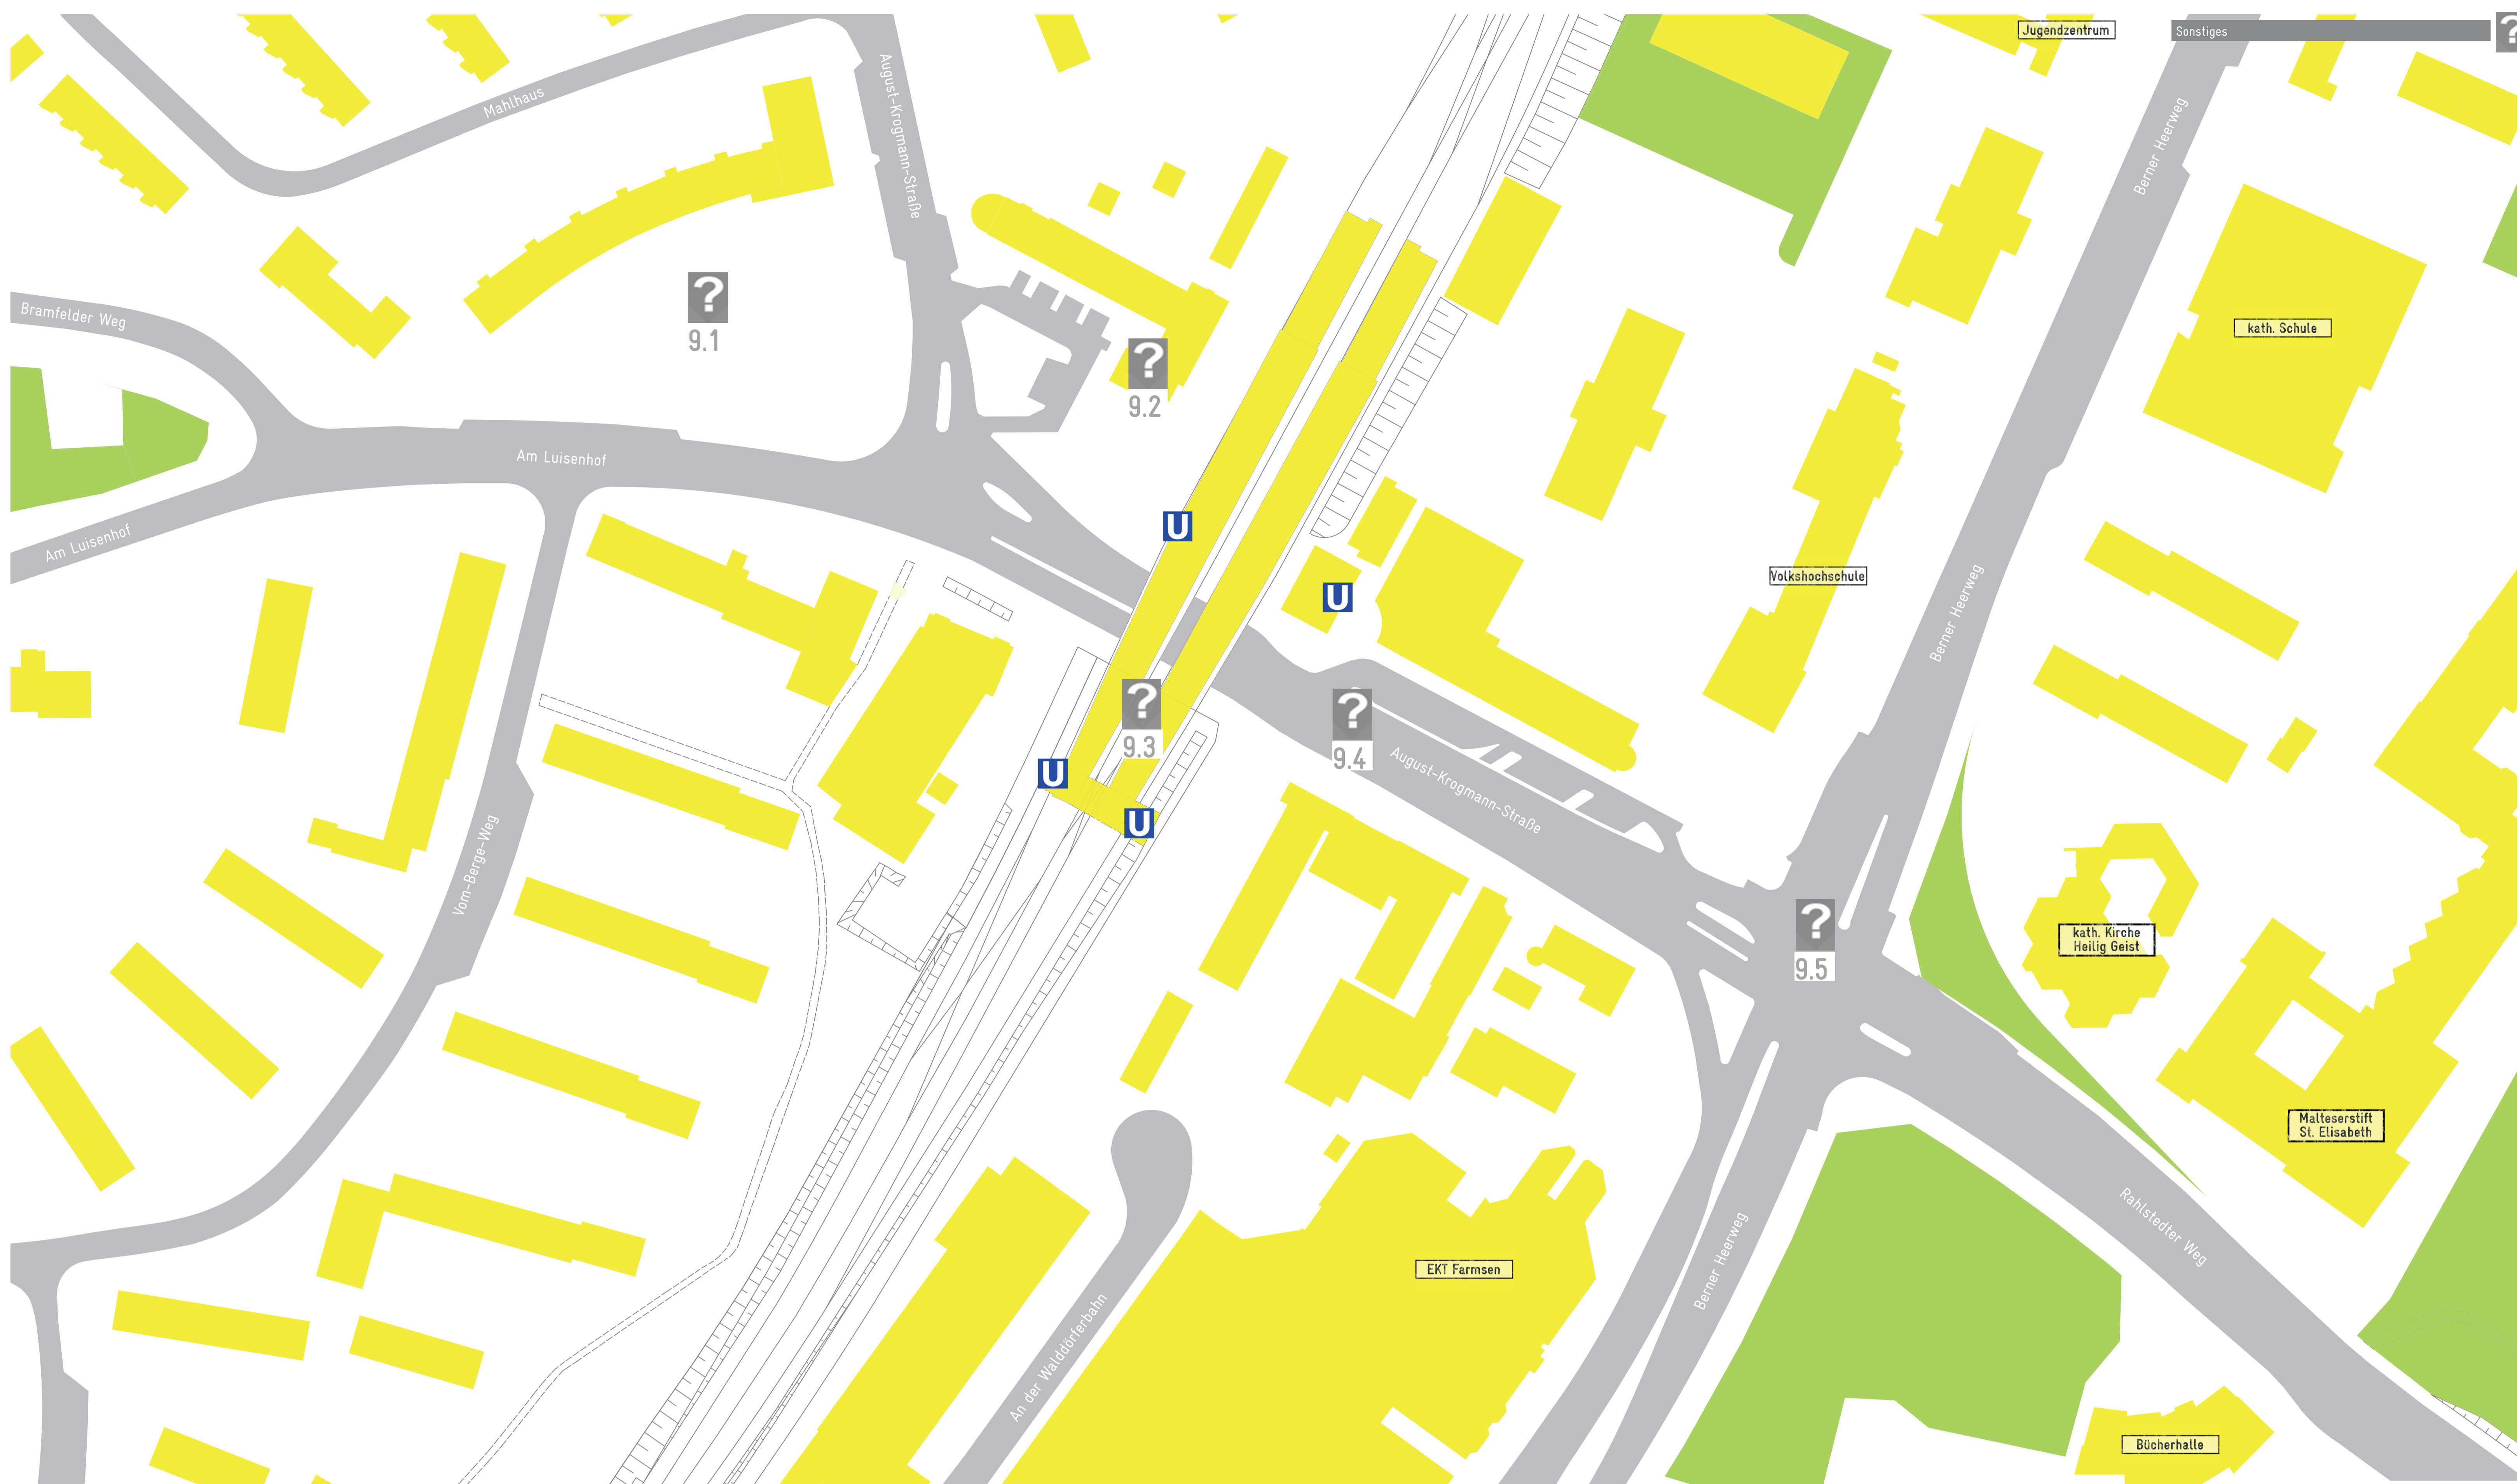 Jugendzentrum
Sonstiges
?
August-Krogmann-Straße
Mahlhaus
Berner Heerweg
?
9.1
Bramfelder Weg
kath. Schule
?
9.2
Am Luisenhof
Am Luisenhof
U
U
Volkshochschule
Berner Heerweg
?
9.3
?
9.4
U
U
August-Krogmann-Straße
Vom-Berge-Weg
?
9.5
kath. Kirche
Heilig Geist
Malteserstift
St. Elisabeth
Rahlstedter Weg
EKT Farmsen
Berner Heerweg
An der Walddörferbahn
Bücherhalle